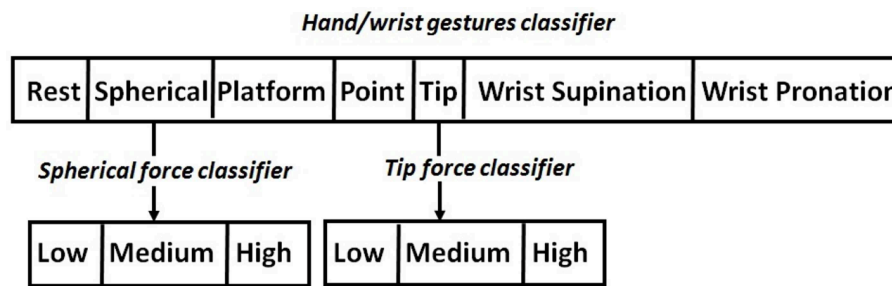 Hand/wrist gestures classifier
Rest Spherical Platform Point Tip Wrist Supination Wrist Pronation
Spherical force classifier Tip force classifier
Low Medium High Low Medium High